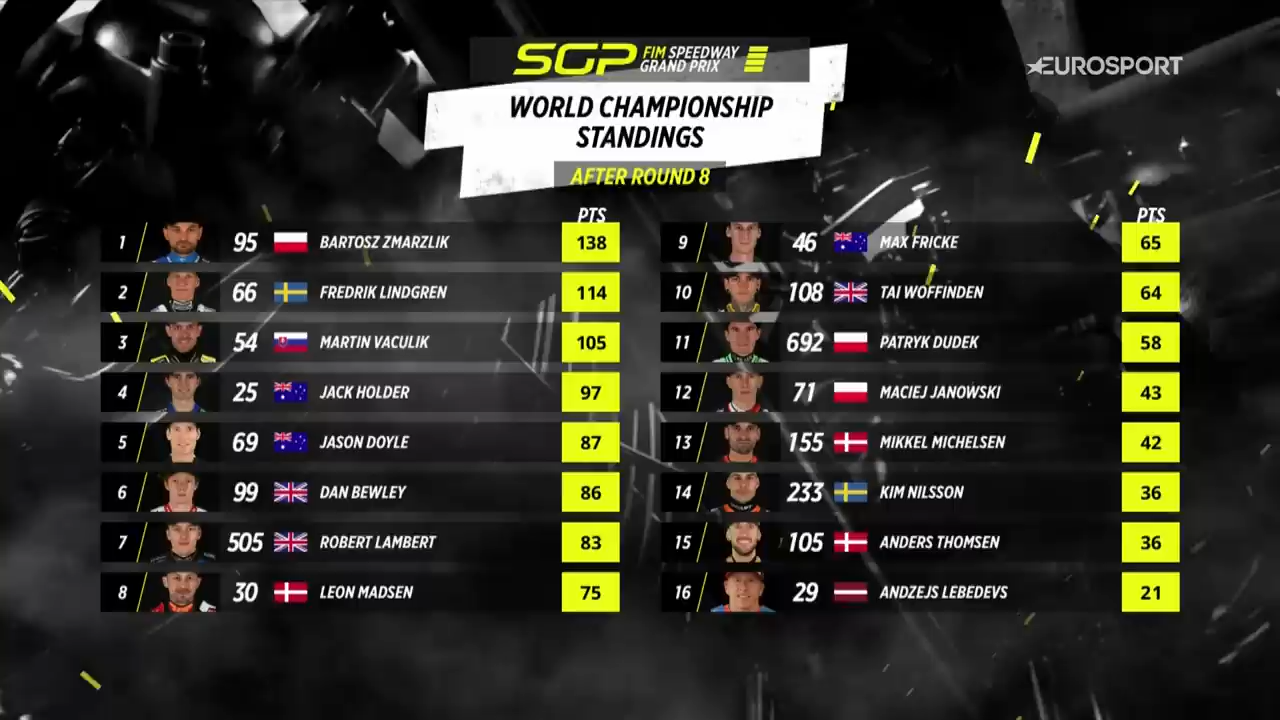 SGP FIM SPEEDWAY
GRAND PRIX
EUROSPORT
WORLD CHAMPIONSHIP
STANDINGS
AFTER ROUND 8
PTS
1 95 BARTOSZ ZMARZLIK 138
2 66 FREDRIK LINDGREN 114
3 54 MARTIN VACULIK 105
4 25 JACK HOLDER 97
5 69 JASON DOYLE 87
6 99 DAN BEWLEY 86
7 505 ROBERT LAMBERT 83
8 30 LEON MADSEN 75
PTS
9 46 MAX FRICKE 65
10 108 TAI WOFFINDEN 64
11 692 PATRYK DUDEK 58
12 71 MACIEJ JANOWSKI 43
13 155 MIKKEL MICHELSEN 42
14 233 KIM NILSSON 36
15 105 ANDERS THOMSEN 36
16 29 ANDZEJS LEBEDEVS 21